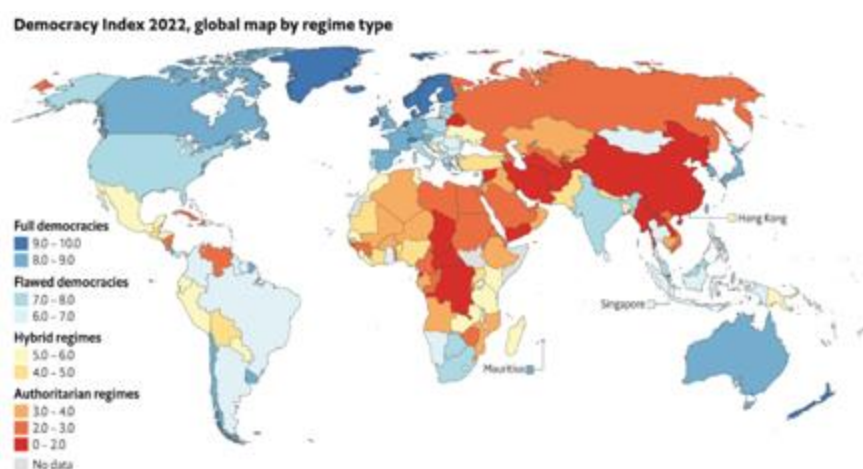 Democracy Index 2022, global map by regime type
Full democracies
9.0 – 10.0
8.0 – 9.0
Flawed democracies
7.0 – 8.0
6.0 – 7.0
Hybrid regimes
5.0 – 6.0
4.0 – 5.0
Authoritarian regimes
3.0 – 4.0
2.0 – 3.0
0 – 2.0
No data
Hong Kong
Singapore
Mauritius